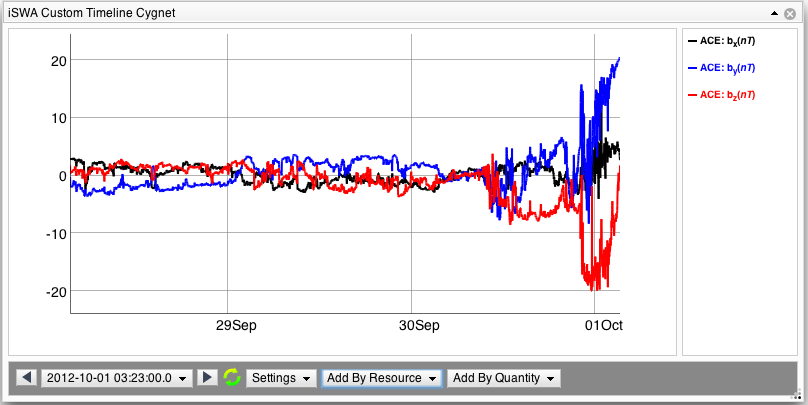 iSWA Custom Timeline Cygnet
ACE: bx(nT)
ACE: by(nT)
ACE: bz(nT)
20
10
0
-10
-20
29Sep 30Sep 01Oct
2012-10-01 03:23:00.0 Settings Add By Resource Add By Quantity